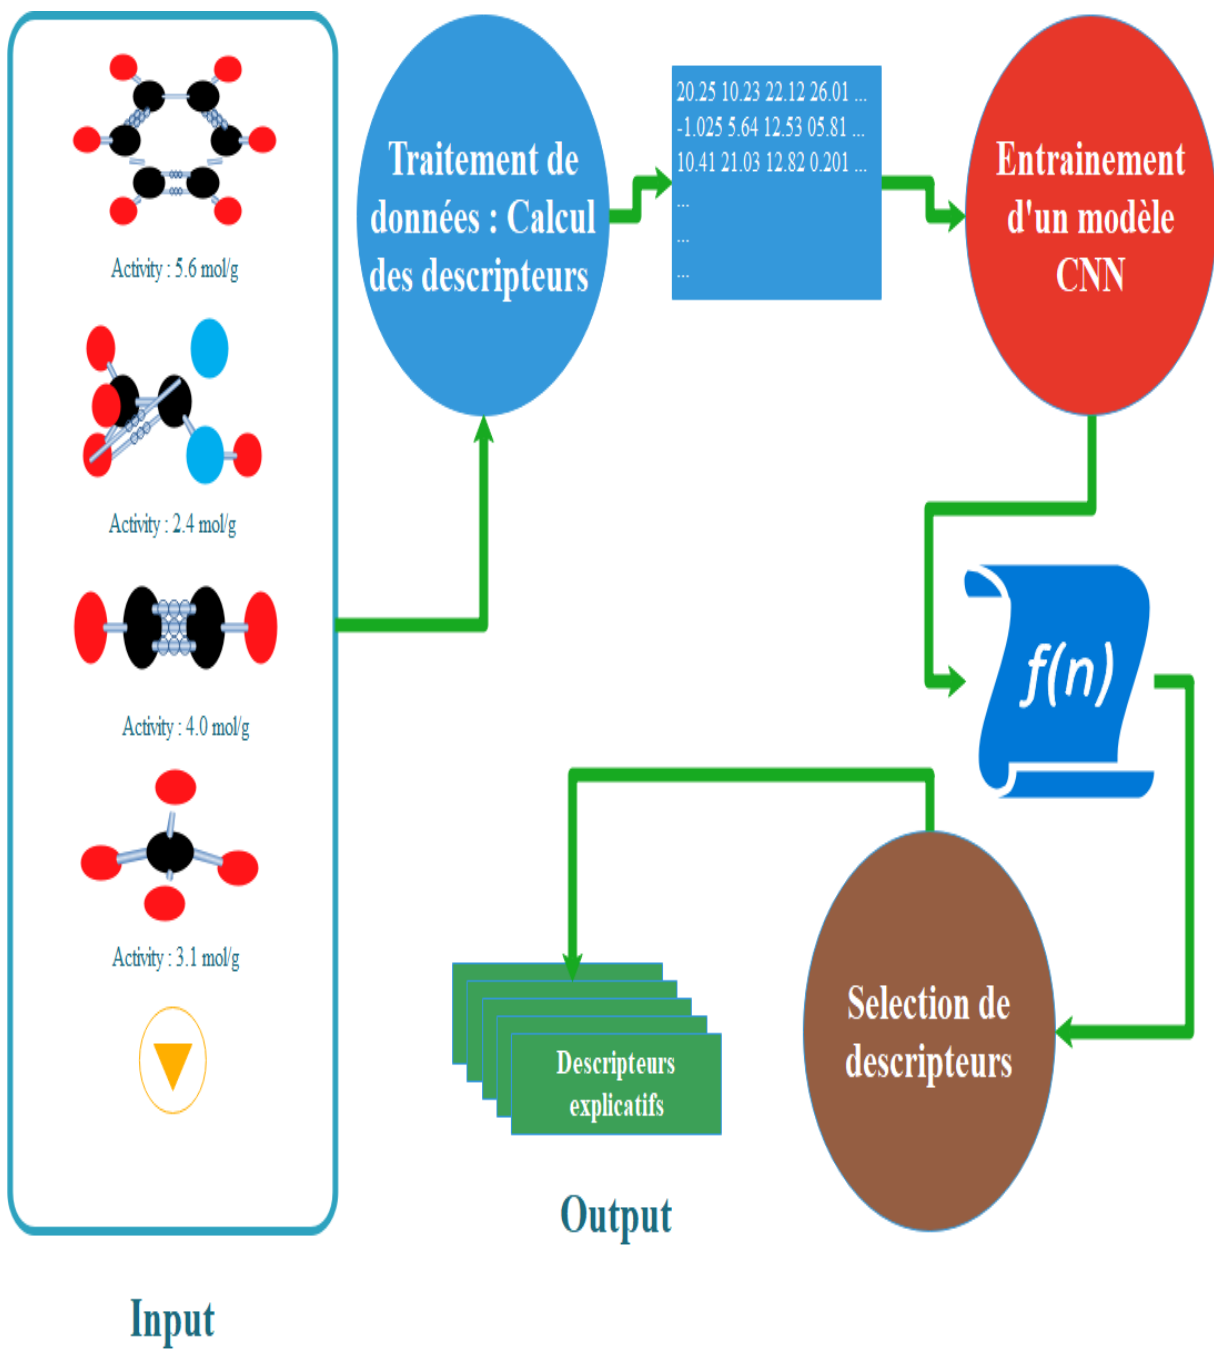 Activity : 5.6 mol/g
Activity : 2.4 mol/g
Activity : 4.0 mol/g
Activity : 3.1 mol/g
Input
Traitement de
données : Calcul
des descripteurs
20.25 10.23 22.12 26.01 ...
-1.025 5.64 12.53 05.81 ...
10.41 21.03 12.82 0.201 ...
...
...
...
Entrainement
d'un modèle
CNN
f(n)
Selection de
descripteurs
Descripteurs
explicatifs
Output